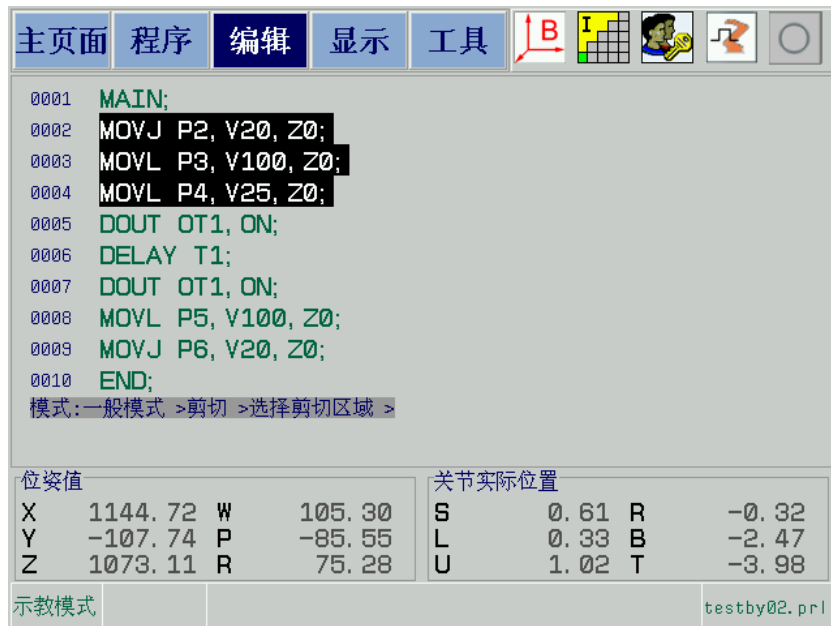 主页面 程序 编辑 显示 工具 B I
0001 MAIN;
0002 MOVJ P2, V20, Z0;
0003 MOVL P3, V100, Z0;
0004 MOVL P4, V25, Z0;
0005 DOUT OT1, ON;
0006 DELAY T1;
0007 DOUT OT1, ON;
0008 MOVL P5, V100, Z0;
0009 MOVJ P6, V20, Z0;
0010 END;
模式:一般模式 >剪切 >选择剪切区域 >
位姿值 关节实际位置
X 1144.72 W 105.30 S 0.61 R -0.32
Y -107.74 P -85.55 L 0.33 B -2.47
Z 1073.11 R 75.28 U 1.02 T -3.98
示教模式 testby02.prl